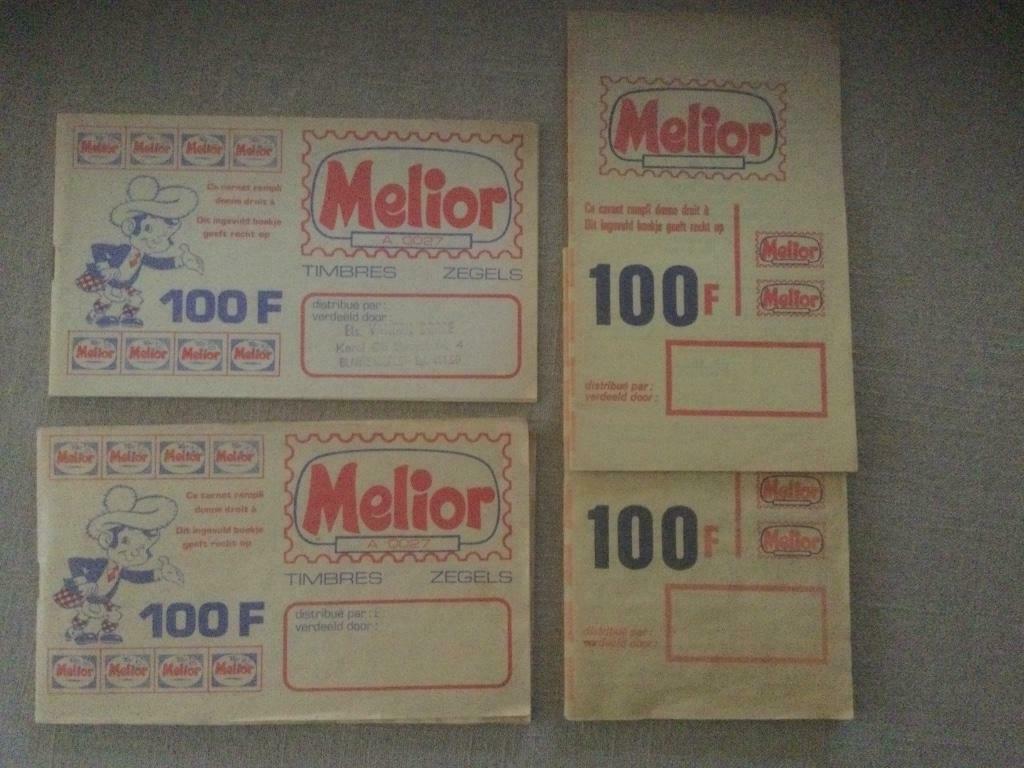 Melior Melior Melior Melior
Ce carnet rempli
donne droit à
Dit ingevuld boekje
geeft recht op
100 F
Melior Melior Melior Melior
Melior
A 0027
TIMBRES ZEGELS
distribué par :
verdeeld door :
Melior
Ce carnet rempli donne droit à
Dit ingevuld boekje geeft recht op
100 F
Melior
Melior
distribué par :
verdeeld door :
Melior Melior Melior Melior
Ce carnet rempli
donne droit à
Dit ingevuld boekje
geeft recht op
100 F
Melior Melior Melior Melior
Melior
A 0027
TIMBRES ZEGELS
distribué par :
verdeeld door :
100 F
Melior
Melior
distribué par :
verdeeld door :